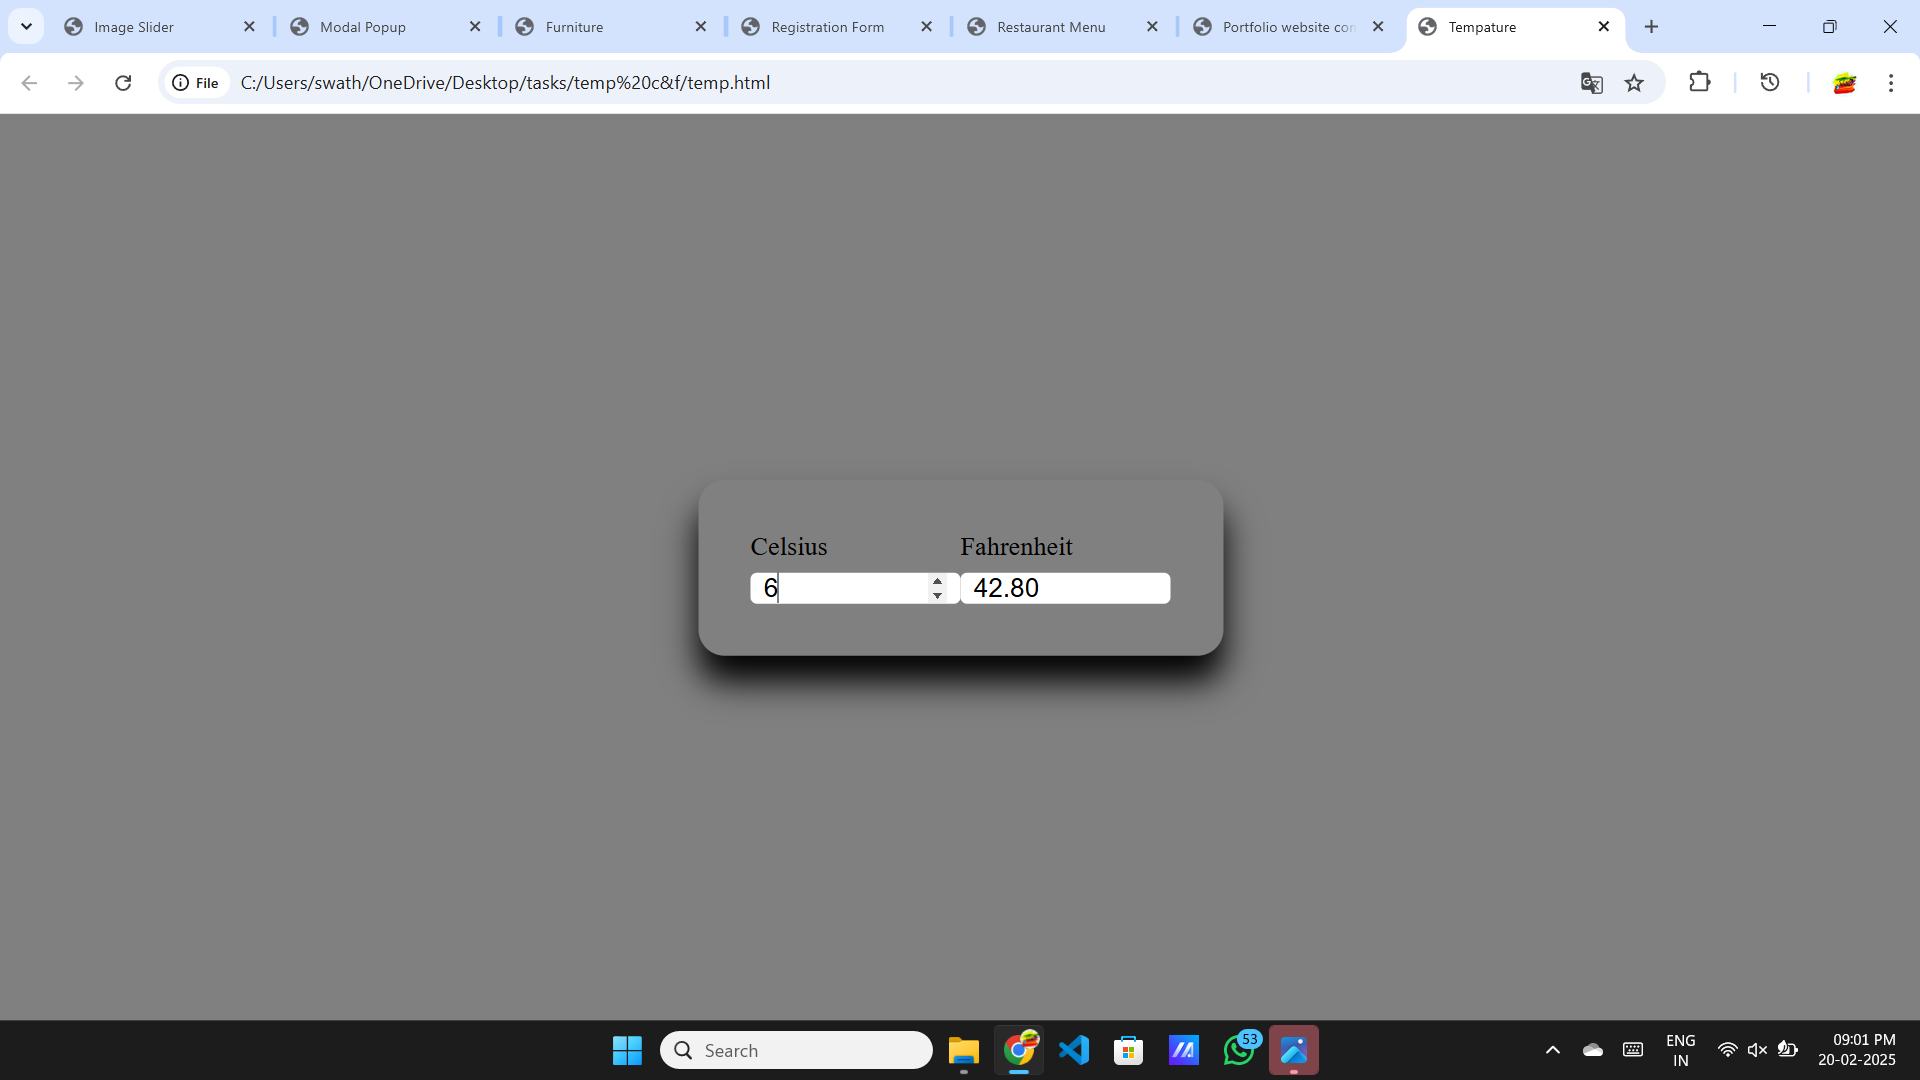 Image Slider
Modal Popup
Furniture
Registration Form
Restaurant Menu
Portfolio website con
Tempature
File
C:/Users/swath/OneDrive/Desktop/tasks/temp%20c&f/temp.html
Celsius
Fahrenheit
6
42.80
Search
53
ENG
IN
09:01 PM
20-02-2025